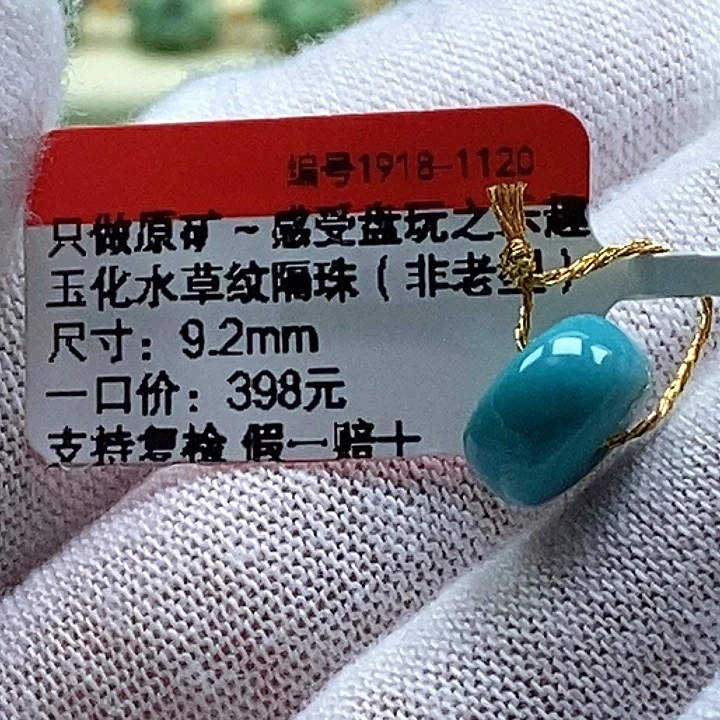 编号1918-1120
只做原矿~感受盘玩之乐趣
玉化水草纹隔珠(非老型)
尺寸:9.2mm
一口价:398元
支持复检 假一赔十